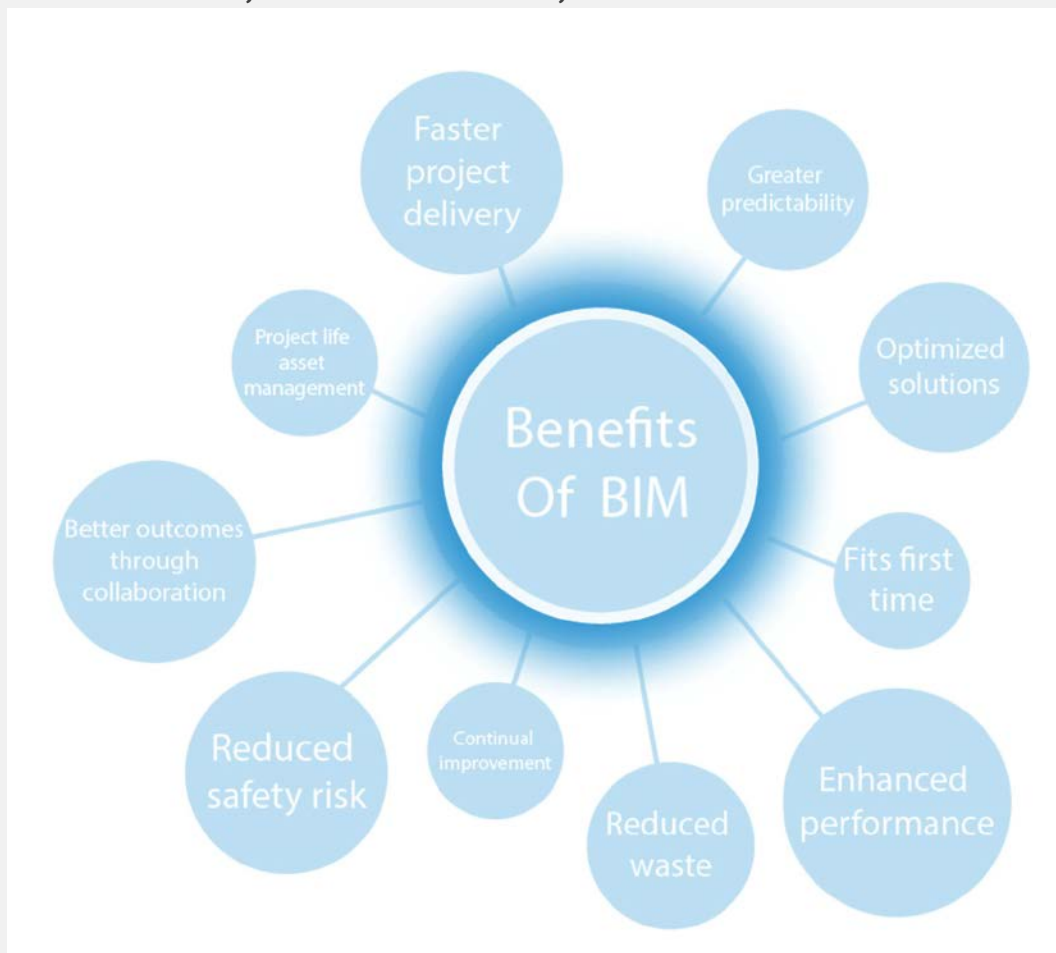 Faster
project
delivery
Greater
predictability
Project life
asset
management
Optimized
solutions
Benefits
Of BIM
Better outcomes
through
collaboration
Fits first
time
Reduced
safety risk
Continual
improvement
Reduced
waste
Enhanced
performance